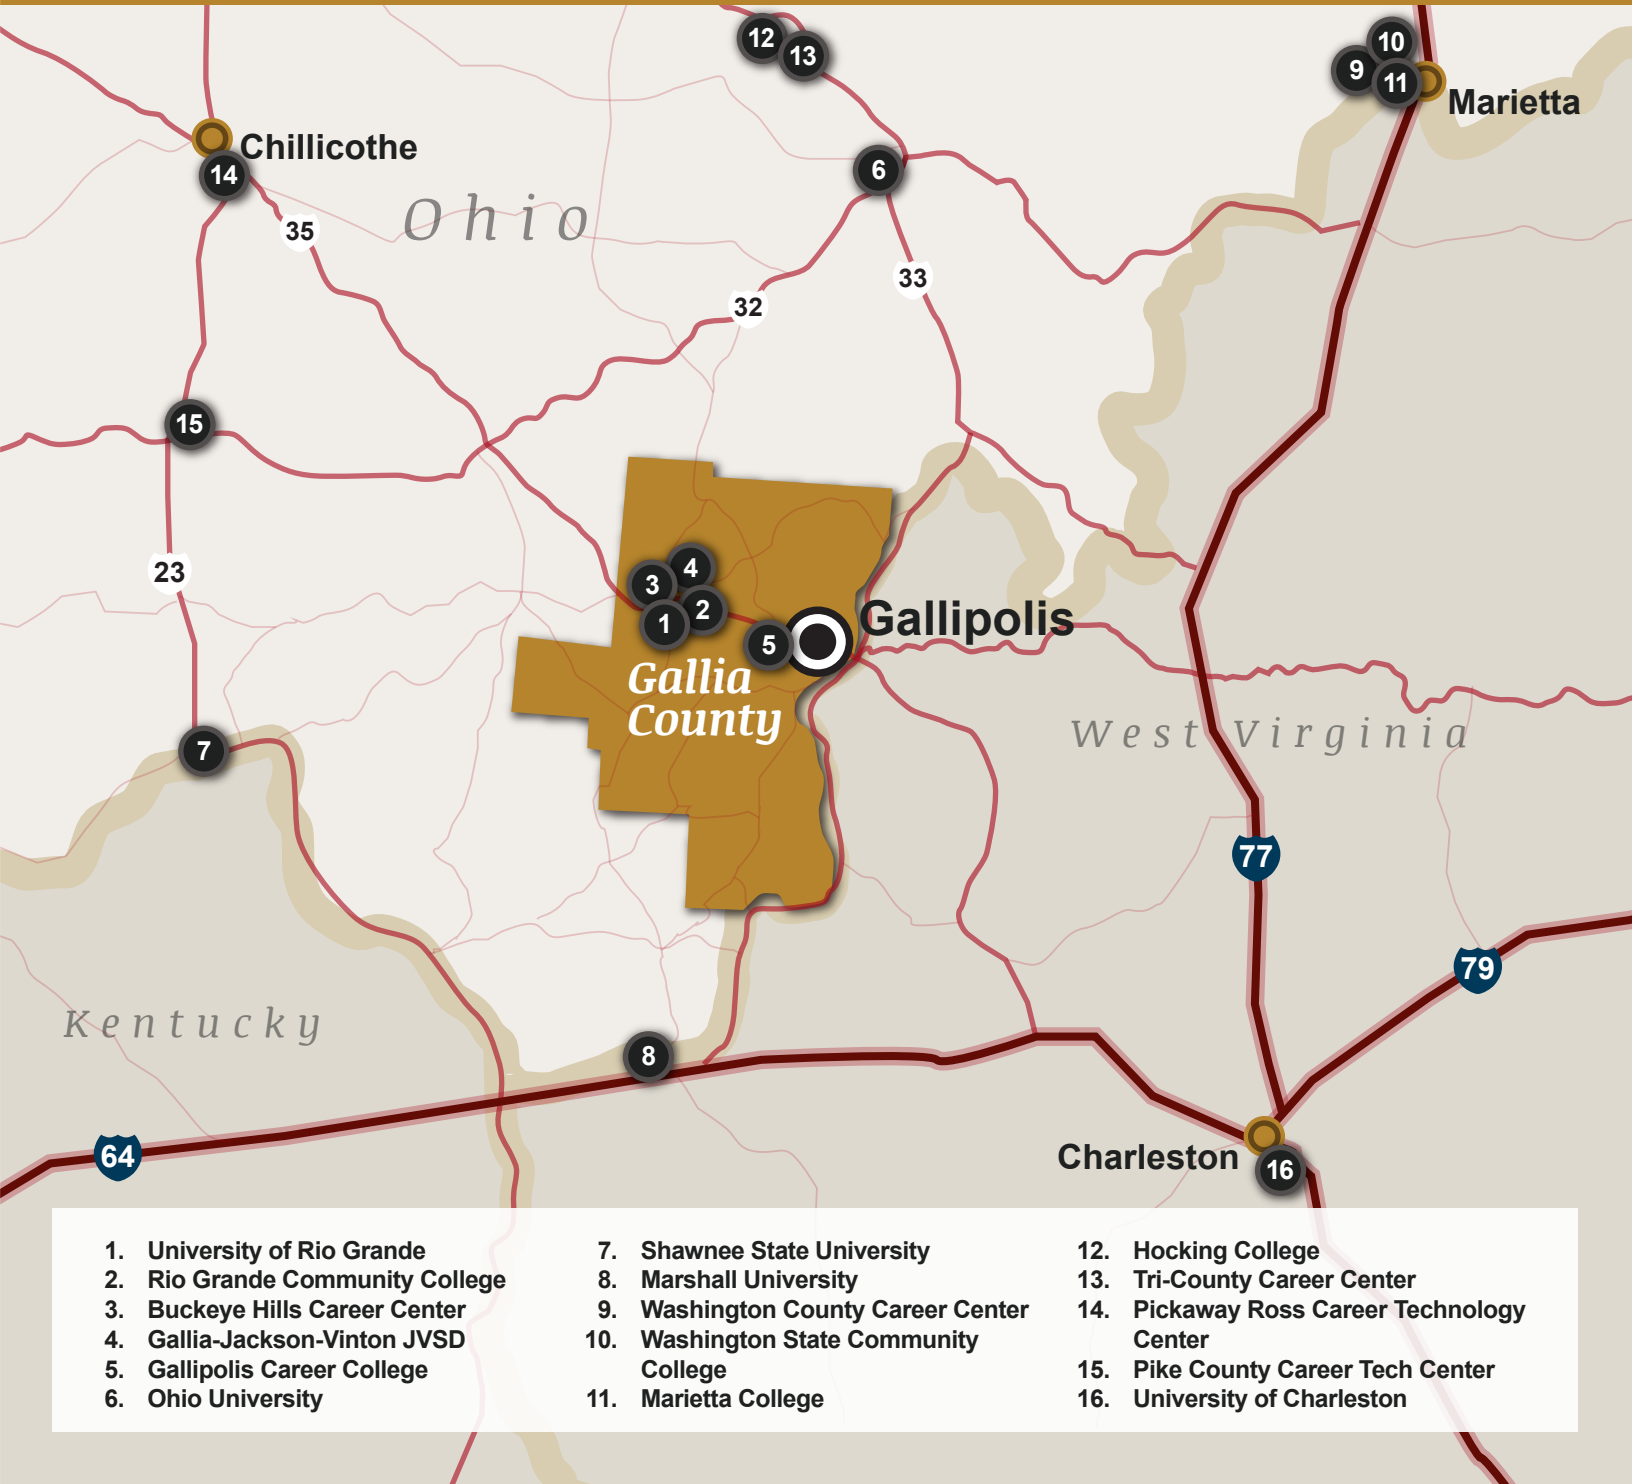 12
13
10
9
11
Marietta
Chillicothe
14
6
Ohio
35
33
32
15
23
4
3
2
1
5
Gallipolis
Gallia
County
West Virginia
7
77
79
Kentucky
8
64
Charleston
16
1. University of Rio Grande
2. Rio Grande Community College
3. Buckeye Hills Career Center
4. Gallia-Jackson-Vinton JVSD
5. Gallipolis Career College
6. Ohio University
7. Shawnee State University
8. Marshall University
9. Washington County Career Center
10. Washington State Community
College
11. Marietta College
12. Hocking College
13. Tri-County Career Center
14. Pickaway Ross Career Technology
Center
15. Pike County Career Tech Center
16. University of Charleston